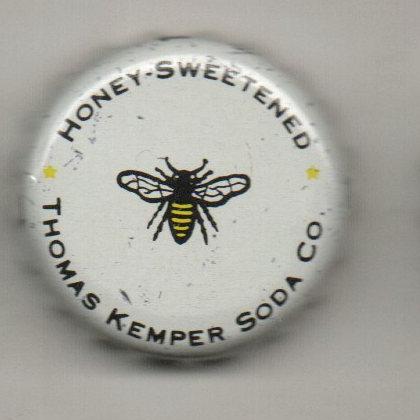 HONEY-SWEETENED
THOMAS KEMPER SODA CO.